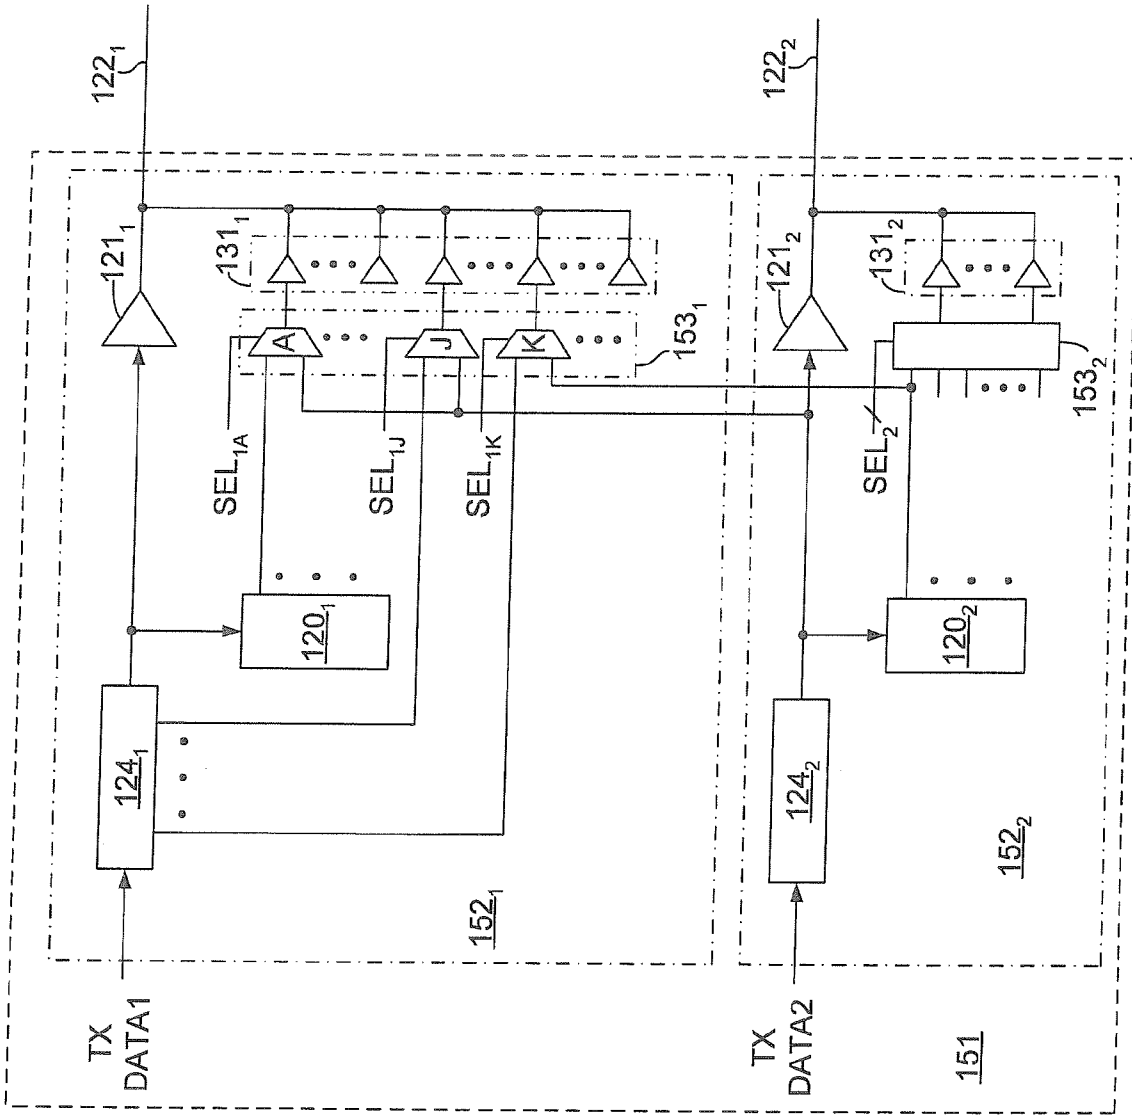 122₁
122₂
121₁
131₁
121₂
131₂
A
J
K
153₁
153₂
SEL₁A
SEL₁J
SEL₁K
SEL₂
120₁
120₂
124₁
124₂
152₁
152₂
TX
DATA1
TX
DATA2
151